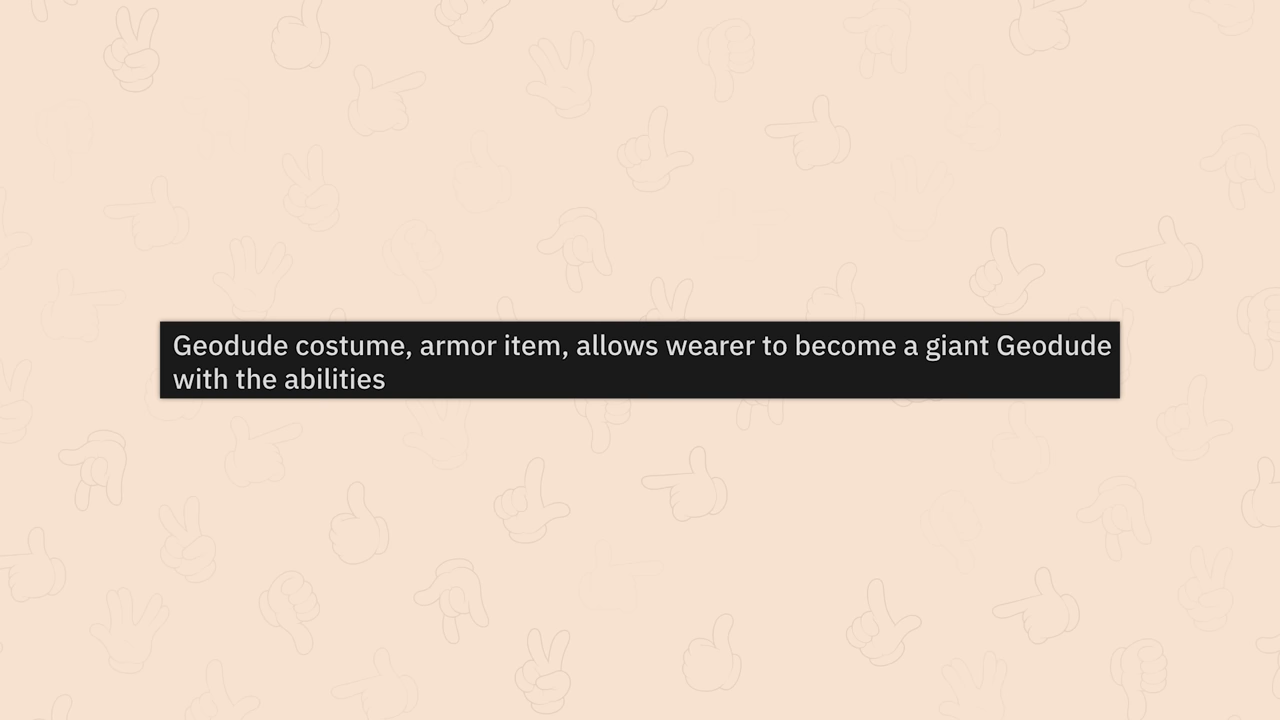 Geodude costume, armor item, allows wearer to become a giant Geodude
with the abilities